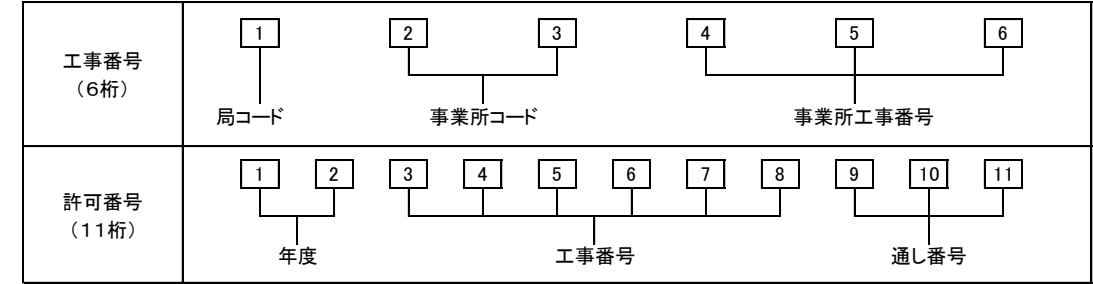 工事番号
（6桁）
1 2 3 4 5 6
局コード 事業所コード 事業所工事番号
許可番号
（11桁）
1 2 3 4 5 6 7 8 9 10 11
年度 工事番号 通し番号